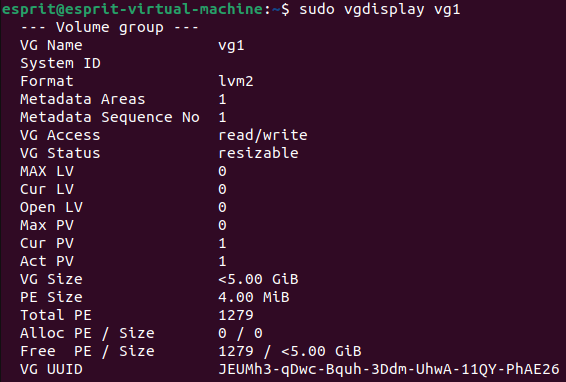 esprit@esprit-virtual-machine:~$ sudo vgdisplay vg1
--- Volume group ---
VG Name vg1
System ID
Format lvm2
Metadata Areas 1
Metadata Sequence No 1
VG Access read/write
VG Status resizable
MAX LV 0
Cur LV 0
Open LV 0
Max PV 0
Cur PV 1
Act PV 1
VG Size <5.00 GiB
PE Size 4.00 MiB
Total PE 1279
Alloc PE / Size 0 / 0
Free PE / Size 1279 / <5.00 GiB
VG UUID JEUMh3-qDwc-Bquh-3Ddm-UhwA-11QY-PhAE26